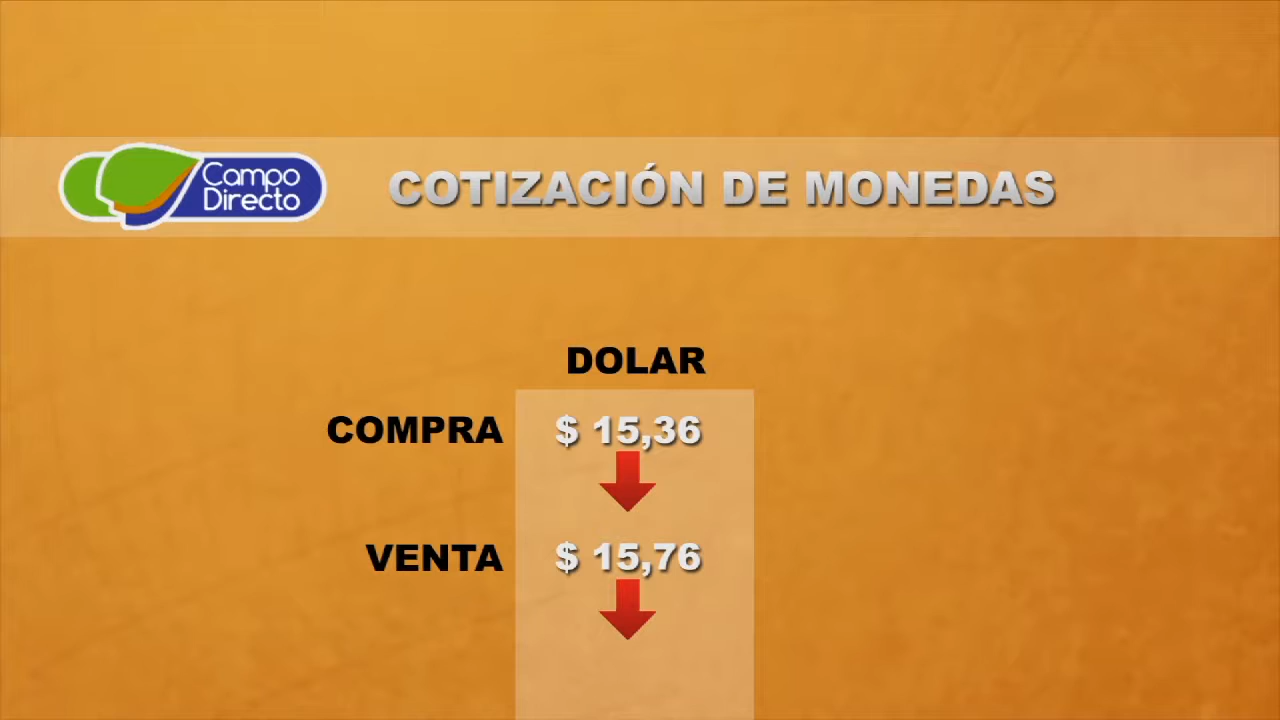 Campo
Directo
COTIZACIÓN DE MONEDAS
DOLAR
COMPRA $ 15,36
VENTA $ 15,76